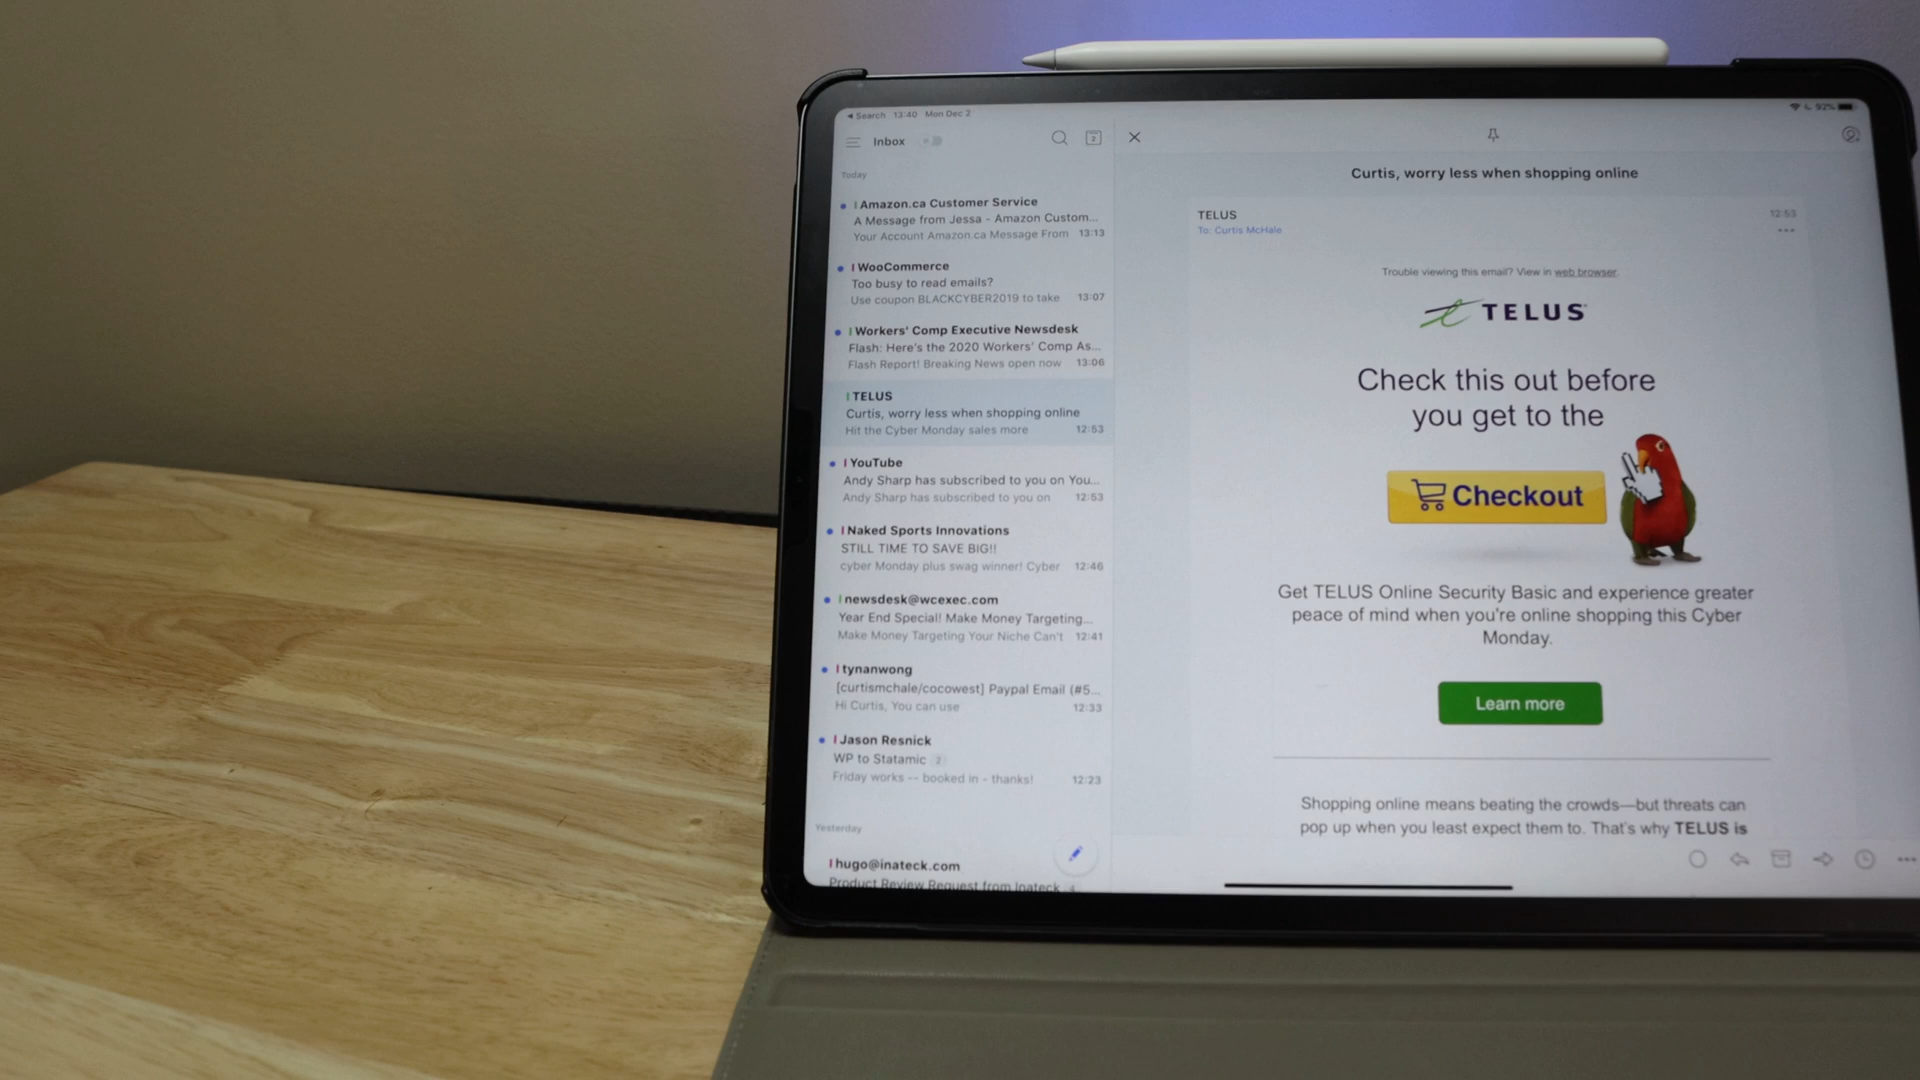 Search 13:40 Mon Dec 2
92%
Inbox
2
Today
Amazon.ca Customer Service
A Message from Jessa - Amazon Custom...
Your Account Amazon.ca Message From 13:13
WooCommerce
Too busy to read emails?
Use coupon BLACKCYBER2019 to take 13:07
Workers' Comp Executive Newsdesk
Flash: Here's the 2020 Workers' Comp As...
Flash Report! Breaking News open now 13:06
TELUS
Curtis, worry less when shopping online
Hit the Cyber Monday sales more 12:53
YouTube
Andy Sharp has subscribed to you on You...
Andy Sharp has subscribed to you on 12:53
Naked Sports Innovations
STILL TIME TO SAVE BIG!!
cyber Monday plus swag winner! Cyber 12:46
newsdesk@wcexec.com
Year End Special! Make Money Targeting...
Make Money Targeting Your Niche Can't 12:41
tynanwong
[curtismchale/cocowest] Paypal Email (#5...
Hi Curtis, You can use 12:33
Jason Resnick
WP to Statamic 2
Friday works -- booked in - thanks! 12:23
Yesterday
hugo@inateck.com
Product Review Request from Inateck 4
Curtis, worry less when shopping online
TELUS 12:53
To: Curtis McHale
Trouble viewing this email? View in web browser.
TELUS
Check this out before
you get to the
Checkout
Get TELUS Online Security Basic and experience greater
peace of mind when you're online shopping this Cyber
Monday.
Learn more
Shopping online means beating the crowds—but threats can
pop up when you least expect them to. That's why TELUS is